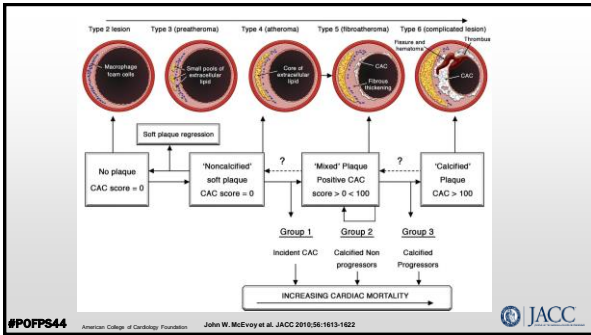 Type 2 lesion
Type 3 (preatheroma)
Type 4 (atheroma)
Type 5 (fibroatheroma)
Type 6 (complicated lesion)
Macrophage
foam cells
Small pools of
extracellular
lipid
Core of
extracellular
lipid
CAC
Fibrous
thickening
Fissure and
hematoma
Thrombus
CAC
Soft plaque regression
No plaque
CAC score = 0
'Noncalcified'
soft plaque
CAC score = 0
?
'Mixed' Plaque
Positive CAC
score > 0 < 100
?
'Calcified'
Plaque
CAC > 100
Group 1
Incident CAC
Group 2
Calcified Non
progressors
Group 3
Calcified
Progressors
INCREASING CARDIAC MORTALITY
#POFPS44
American College of Cardiology Foundation
John W. McEvoy et al. JACC 2010;56:1613-1622
JACC